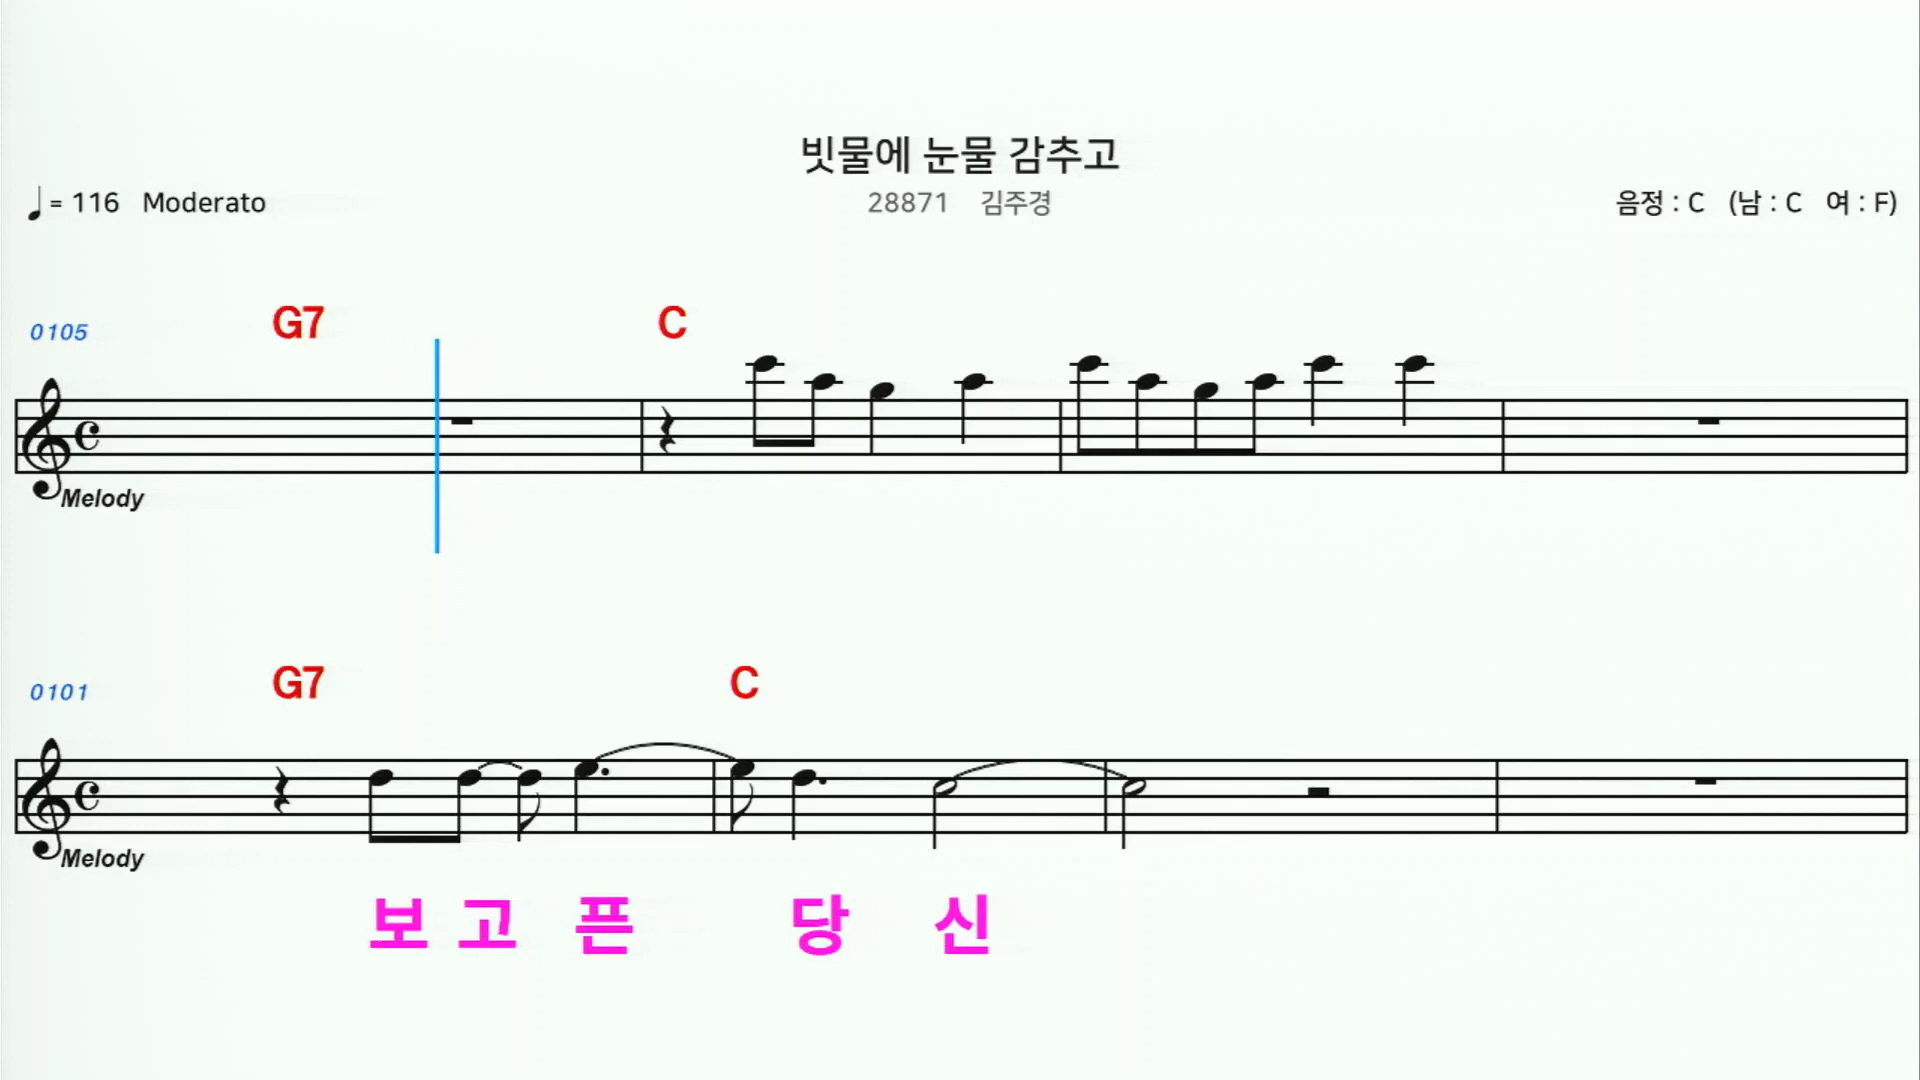 빗물에 눈물 감추고
= 116 Moderato 28871 김주경 음정 : C (남 : C 여 : F)
0105 G7 C
Melody
0101 G7 C
Melody
보 고 픈 당 신